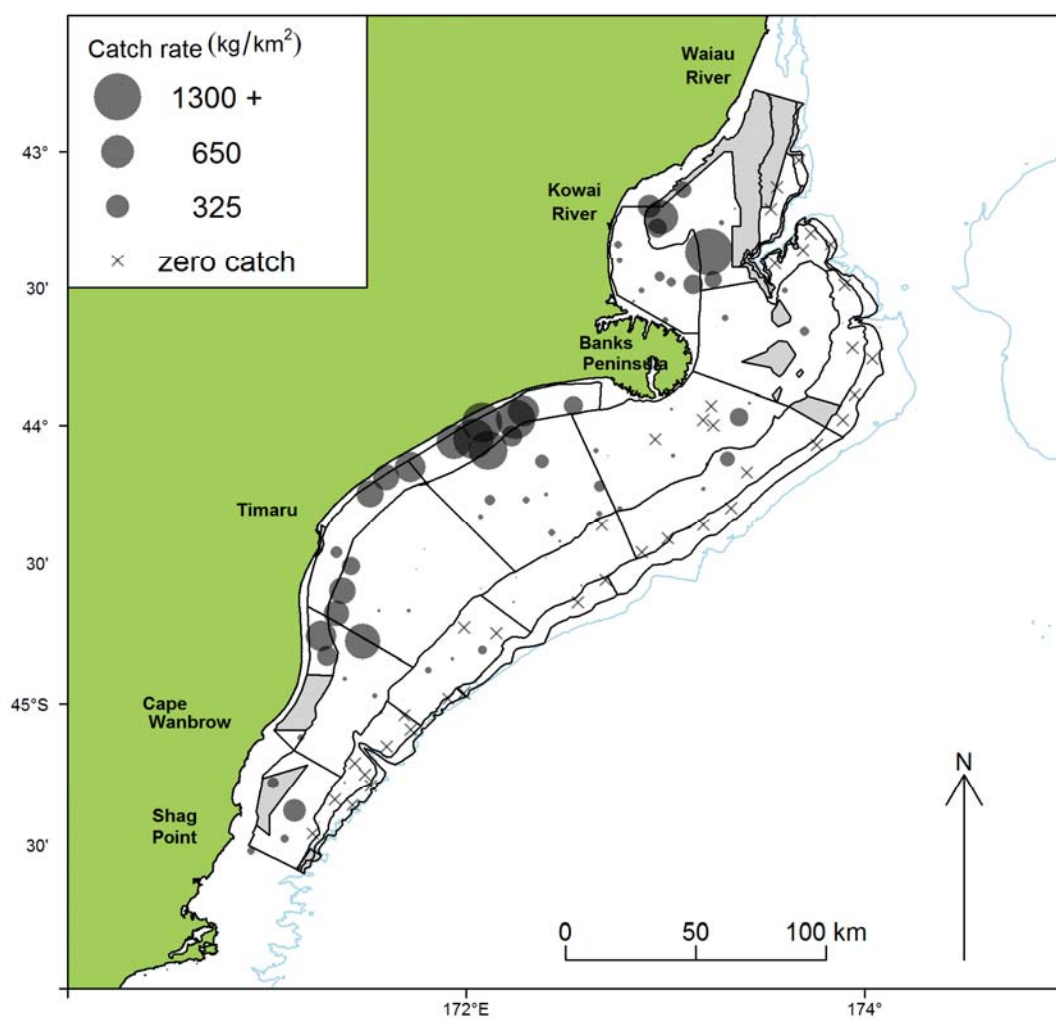 Catch rate (kg/km²)
1300 +
650
325
zero catch
Waiau
River
43°
Kowai
River
30'
Banks
Peninsula
44°
Timaru
30'
45°S
Cape
Wanbrow
Shag
Point
30'
N
0 50 100 km
172°E 174°